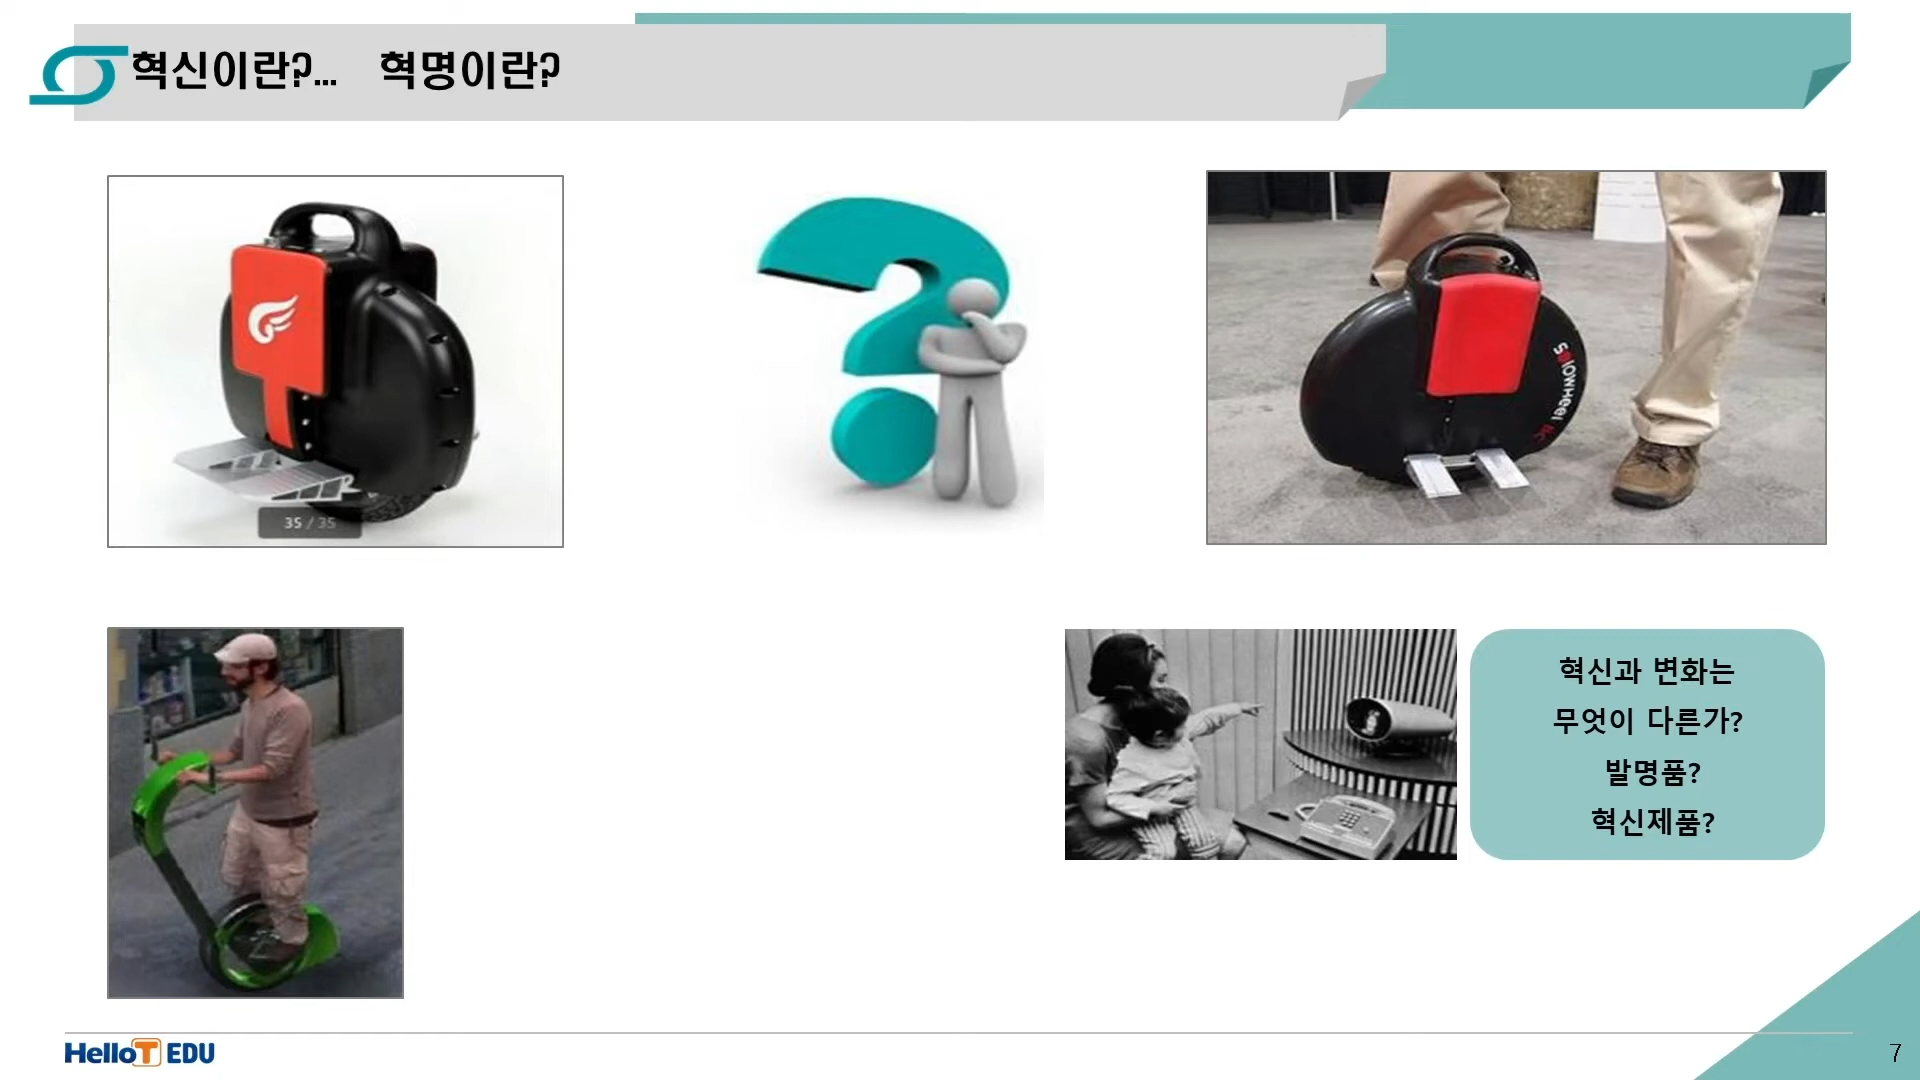 혁신이란?... 혁명이란?
35 / 35
Solowheel
혁신과 변화는
무엇이 다른가?
발명품?
혁신제품?
HelloT EDU
7